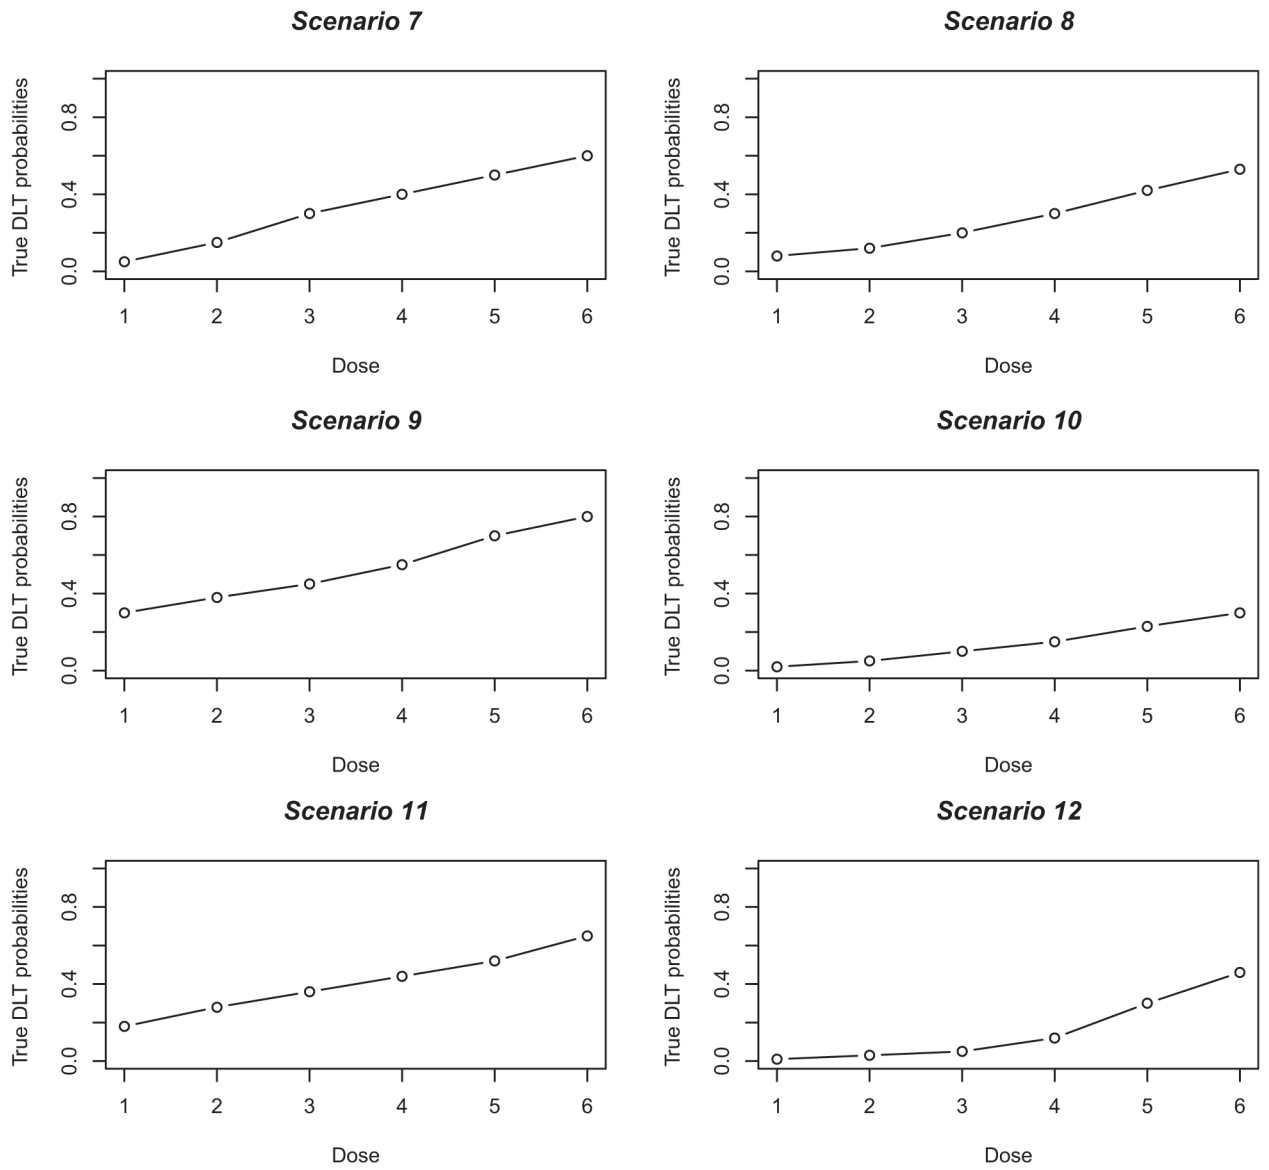 Scenario 7
True DLT probabilities
0.0 0.4 0.8
1 2 3 4 5 6
Dose
Scenario 8
True DLT probabilities
0.0 0.4 0.8
1 2 3 4 5 6
Dose
Scenario 9
True DLT probabilities
0.0 0.4 0.8
1 2 3 4 5 6
Dose
Scenario 10
True DLT probabilities
0.0 0.4 0.8
1 2 3 4 5 6
Dose
Scenario 11
True DLT probabilities
0.0 0.4 0.8
1 2 3 4 5 6
Dose
Scenario 12
True DLT probabilities
0.0 0.4 0.8
1 2 3 4 5 6
Dose